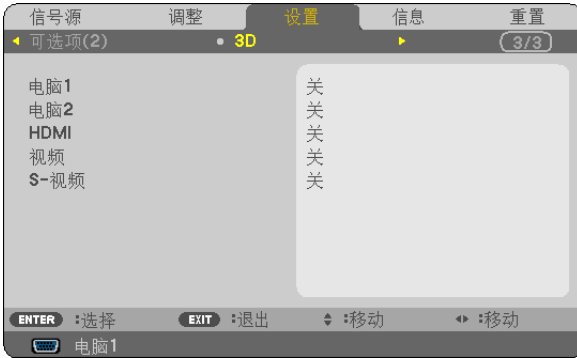 信号源 调整 设置 信息 重置
可选项(2) • 3D 3/3
电脑1 关
电脑2 关
HDMI 关
视频 关
S-视频 关
ENTER :选择 EXIT :退出 :移动 :移动
电脑1